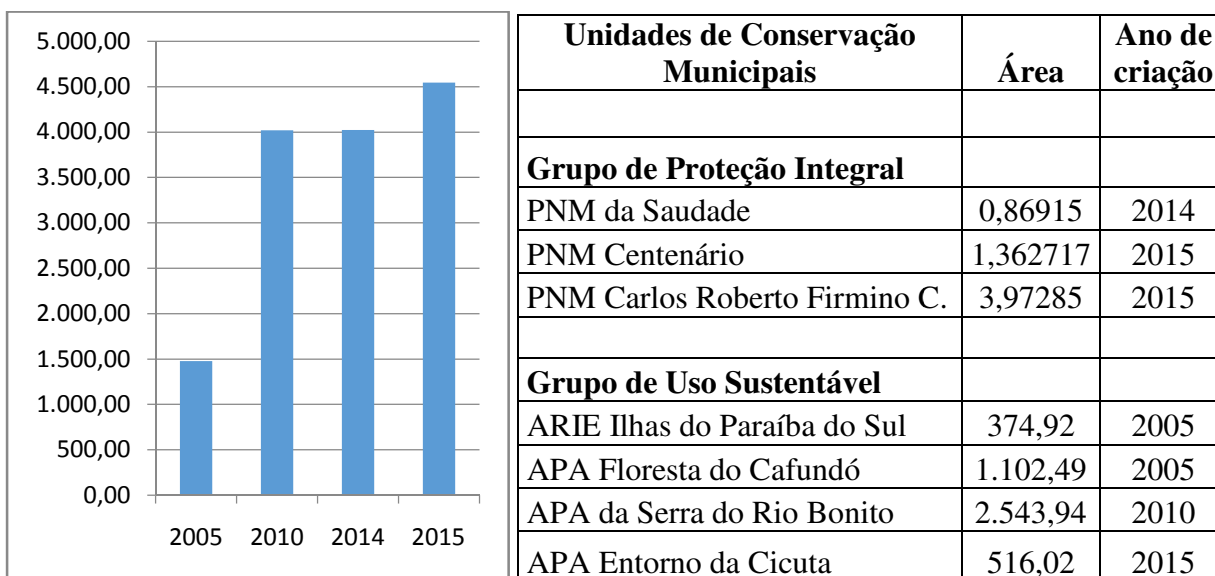 5.000,00
4.500,00
4.000,00
3.500,00
3.000,00
2.500,00
2.000,00
1.500,00
1.000,00
500,00
0,00
2005 2010 2014 2015
Unidades de Conservação Municipais Área Ano de criação
Grupo de Proteção Integral
PNM da Saudade 0,86915 2014
PNM Centenário 1,362717 2015
PNM Carlos Roberto Firmino C. 3,97285 2015
Grupo de Uso Sustentável
ARIE Ilhas do Paraíba do Sul 374,92 2005
APA Floresta do Cafundó 1.102,49 2005
APA da Serra do Rio Bonito 2.543,94 2010
APA Entorno da Cicuta 516,02 2015